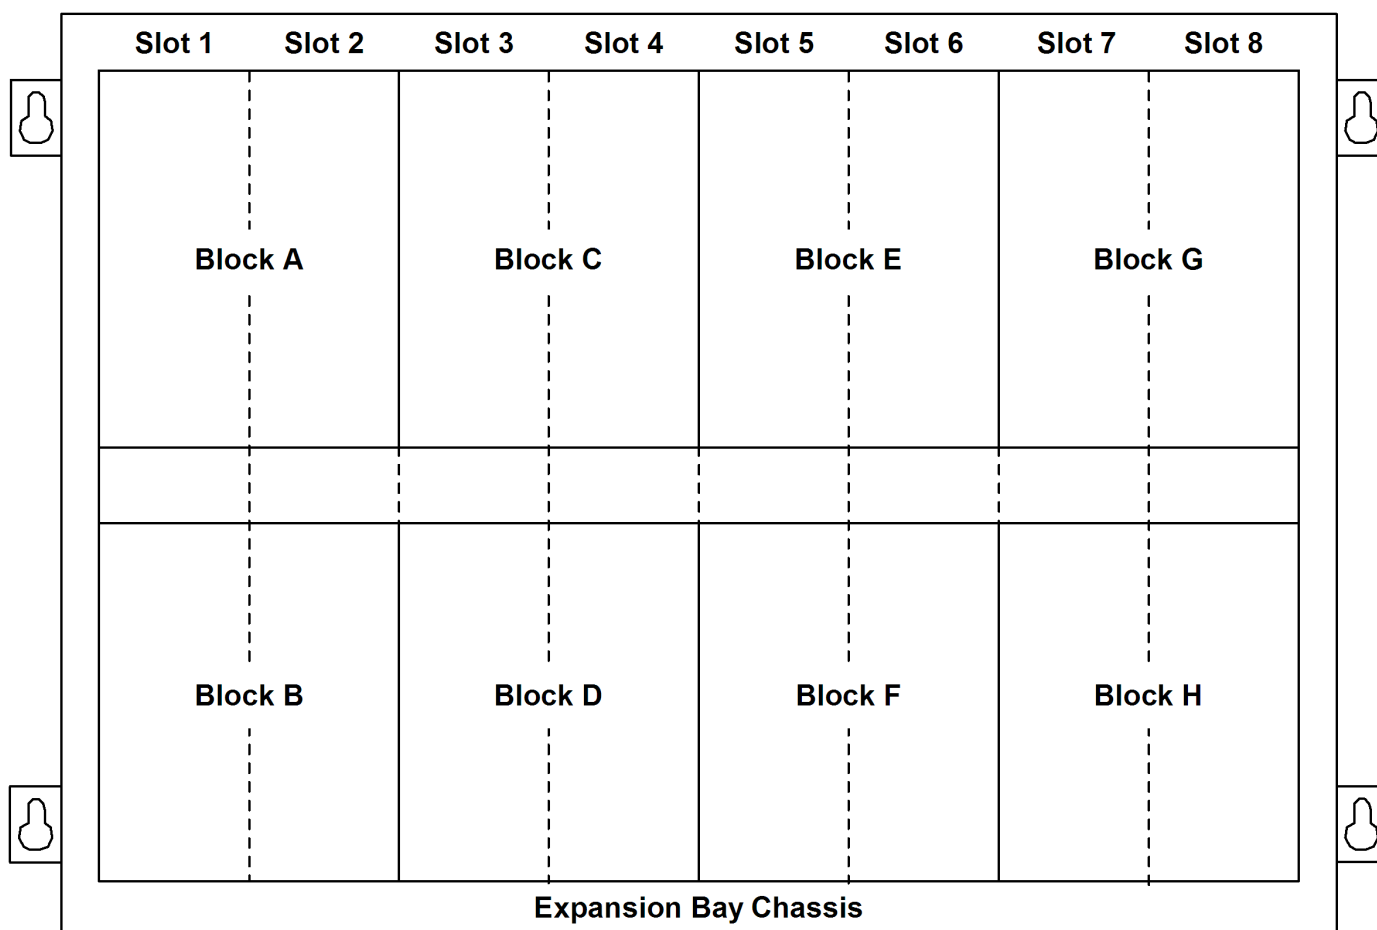 Slot 1 Slot 2 Slot 3 Slot 4 Slot 5 Slot 6 Slot 7 Slot 8
Block A Block C Block E Block G
Block B Block D Block F Block H
Expansion Bay Chassis